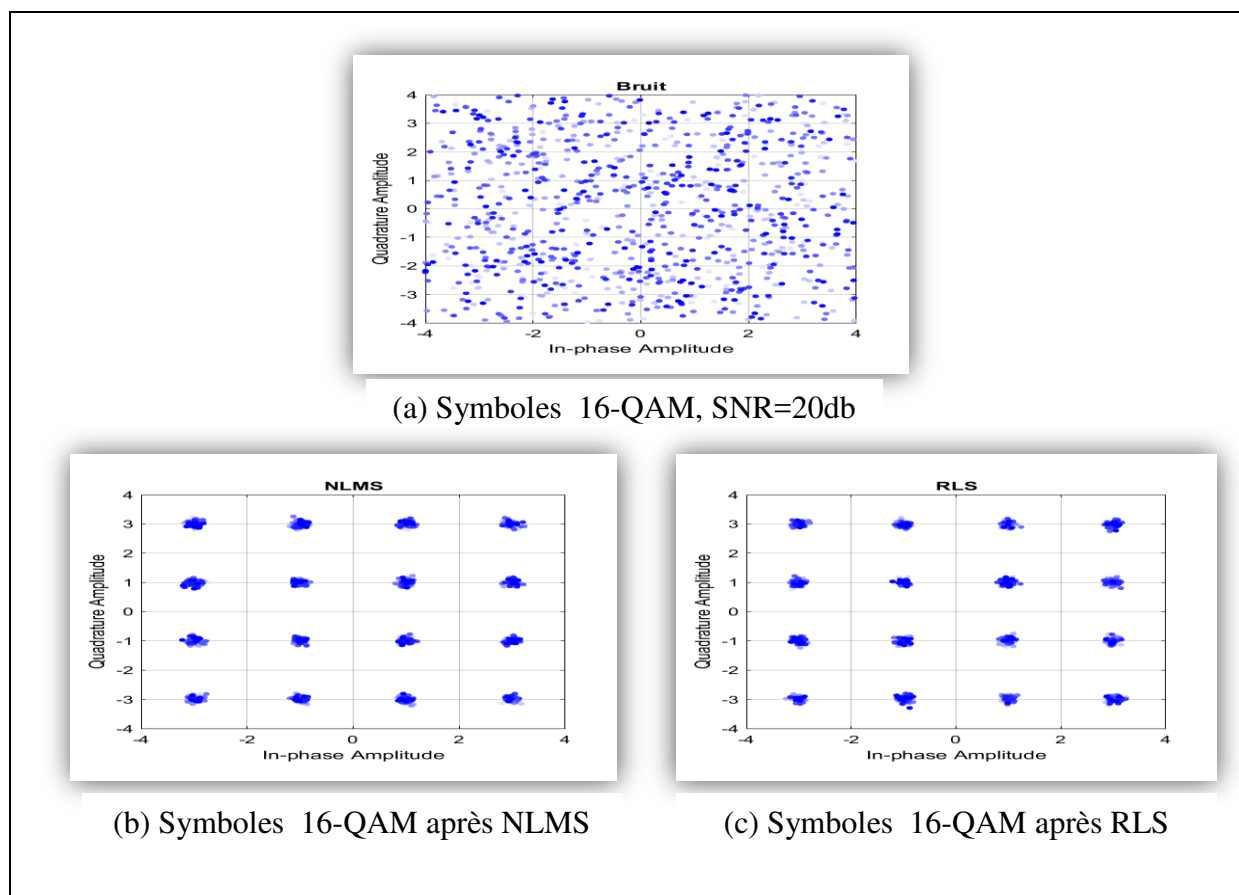 Bruit
4
3
2
1
0
-1
-2
-3
-4
Quadrature Amplitude
-4 -2 0 2 4
In-phase Amplitude
(a) Symboles 16-QAM, SNR=20db
NLMS
4
3
2
1
0
-1
-2
-3
-4
Quadrature Amplitude
-4 -2 0 2 4
In-phase Amplitude
(b) Symboles 16-QAM après NLMS
RLS
4
3
2
1
0
-1
-2
-3
-4
Quadrature Amplitude
-4 -2 0 2 4
In-phase Amplitude
(c) Symboles 16-QAM après RLS